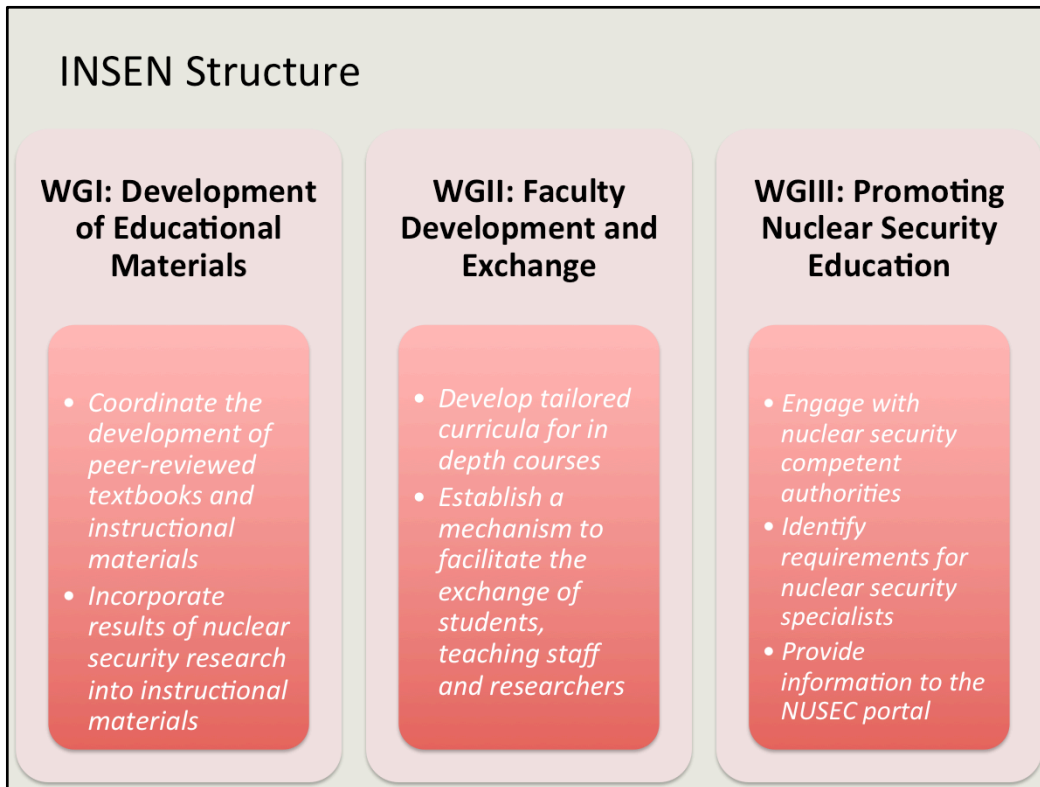 INSEN Structure
WGI: Development
of Educational
Materials
• Coordinate the
development of
peer-reviewed
textbooks and
instructional
materials
• Incorporate
results of nuclear
security research
into instructional
materials
WGII: Faculty
Development and
Exchange
• Develop tailored
curricula for in
depth courses
• Establish a
mechanism to
facilitate the
exchange of
students,
teaching staff
and researchers
WGIII: Promoting
Nuclear Security
Education
• Engage with
nuclear security
competent
authorities
• Identify
requirements for
nuclear security
specialists
• Provide
information to the
NUSEC portal